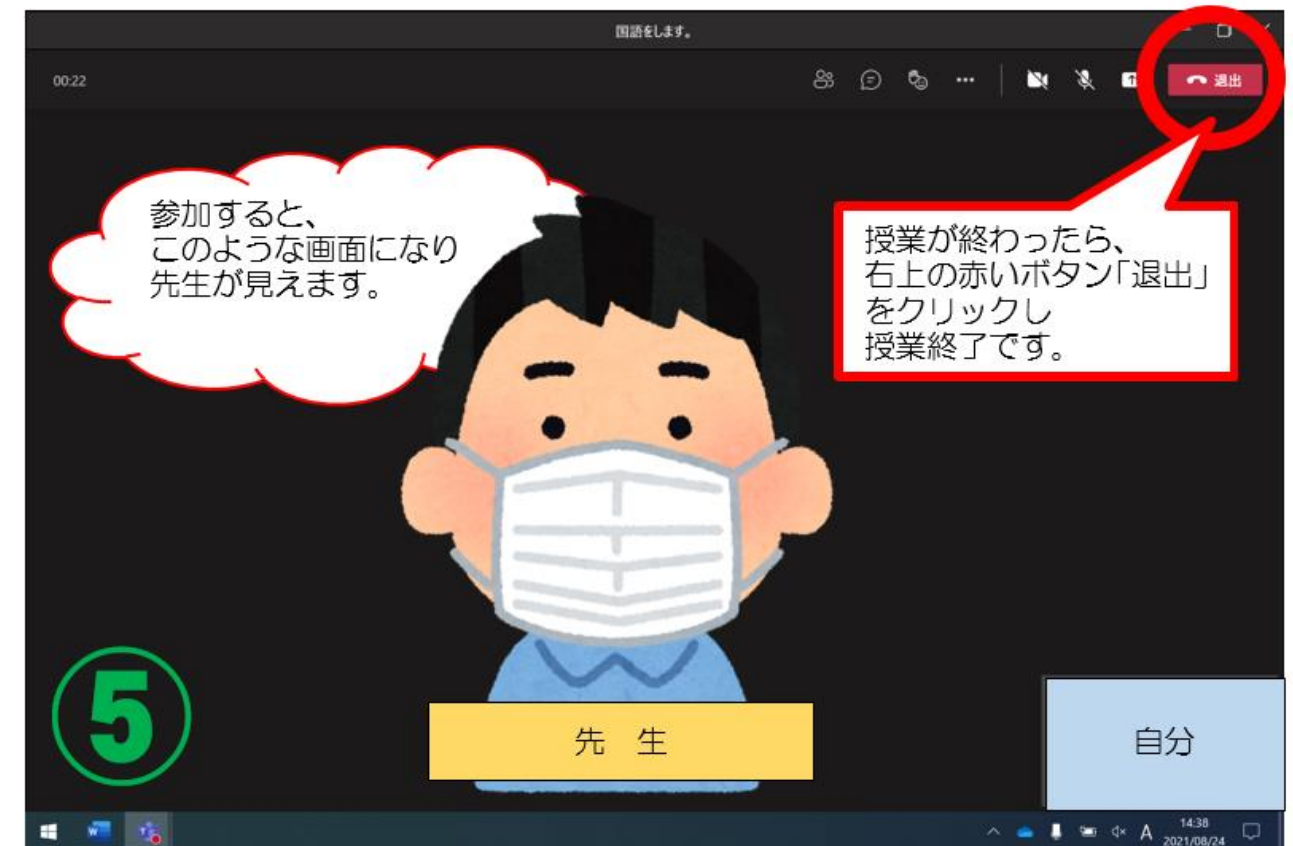 国語をします。
00:22
退出
参加すると、
このような画面になり
先生が見えます。
授業が終わったら、
右上の赤いボタン「退出」
をクリックし
授業終了です。
⑤
先 生
自分
A
14:38
2021/08/24